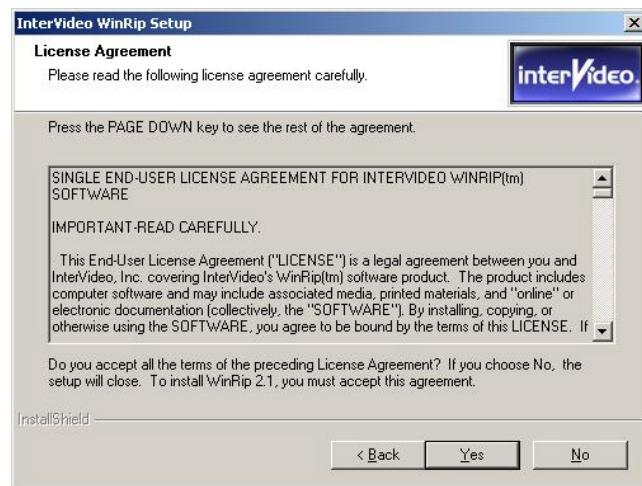 InterVideo WinRip Setup
License Agreement
Please read the following license agreement carefully.
interVideo.
Press the PAGE DOWN key to see the rest of the agreement.
SINGLE END-USER LICENSE AGREEMENT FOR INTERVIDEO WINRIP(tm)
SOFTWARE
IMPORTANT-READ CAREFULLY.
This End-User License Agreement ("LICENSE") is a legal agreement between you and
InterVideo, Inc. covering InterVideo's WinRip(tm) software product. The product includes
computer software and may include associated media, printed materials, and "online" or
electronic documentation (collectively, the "SOFTWARE"). By installing, copying, or
otherwise using the SOFTWARE, you agree to be bound by the terms of this LICENSE. If
Do you accept all the terms of the preceding License Agreement? If you choose No, the
setup will close. To install WinRip 2.1, you must accept this agreement.
InstallShield
< Back
Yes
No